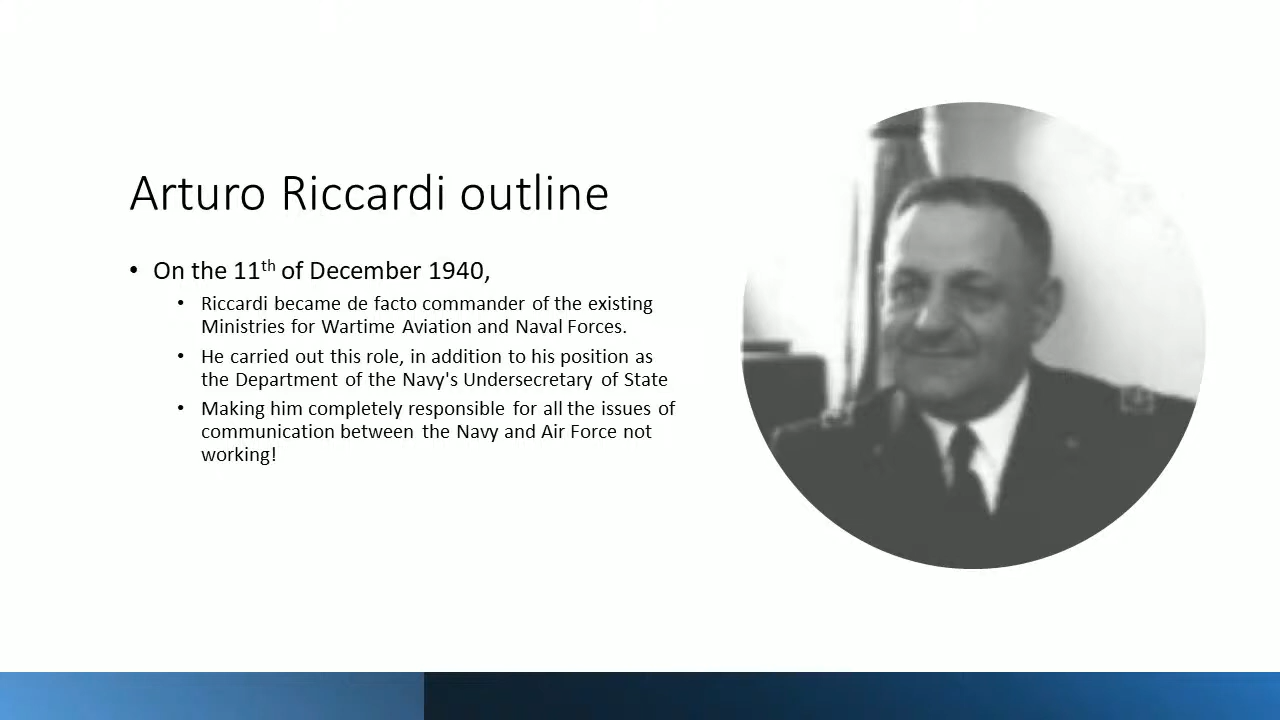 Arturo Riccardi outline
• On the 11th of December 1940,
• Riccardi became de facto commander of the existing
Ministries for Wartime Aviation and Naval Forces.
• He carried out this role, in addition to his position as
the Department of the Navy's Undersecretary of State
• Making him completely responsible for all the issues of
communication between the Navy and Air Force not
working!